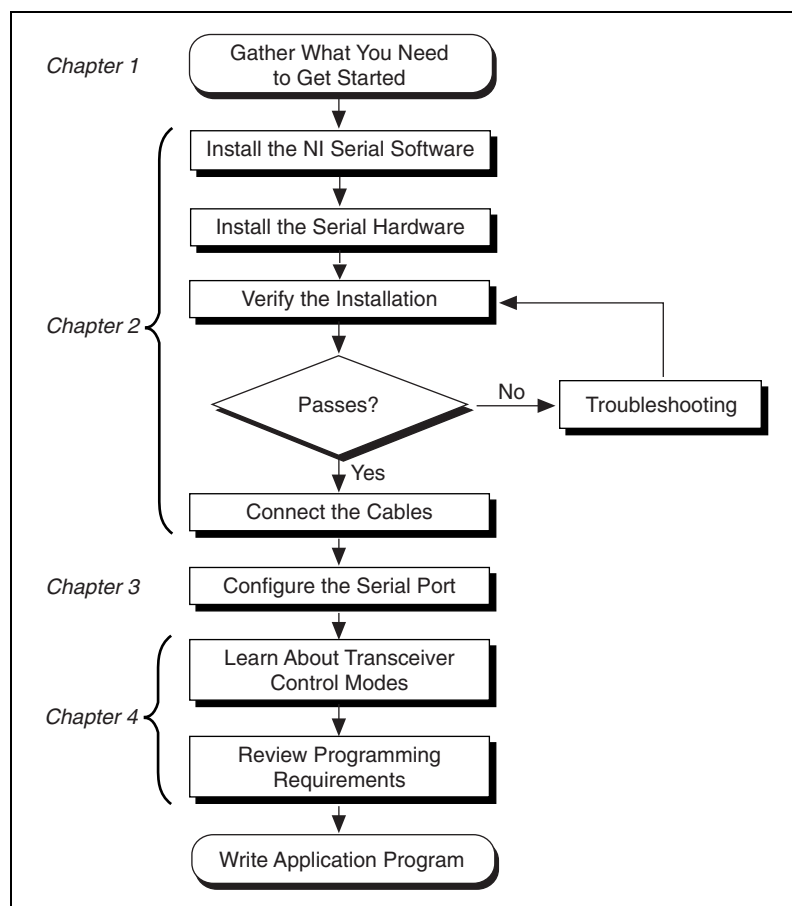 Chapter 1
Gather What You Need
to Get Started
Install the NI Serial Software
Install the Serial Hardware
Verify the Installation
Chapter 2
Passes?
No
Troubleshooting
Yes
Connect the Cables
Chapter 3
Configure the Serial Port
Learn About Transceiver
Control Modes
Chapter 4
Review Programming
Requirements
Write Application Program